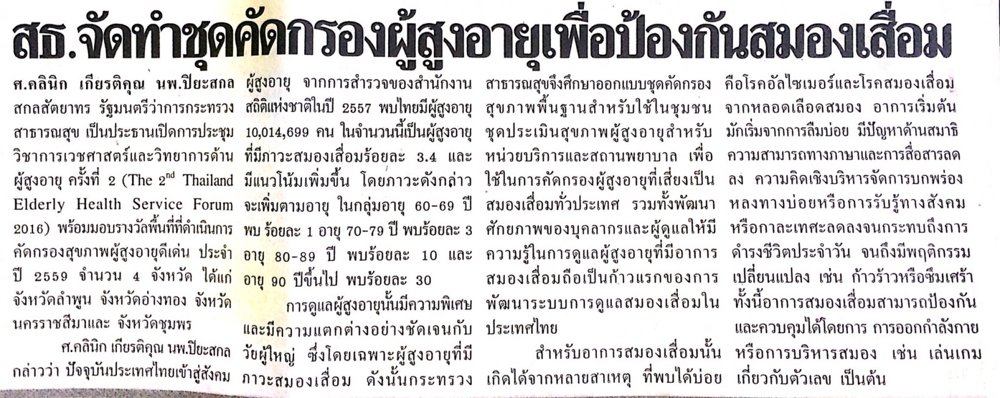 สธ.จัดทำชุดคัดกรองผู้สูงอายุเพื่อป้องกันสมองเสื่อม
ศ.คลินิก เกียรติคุณ นพ.ปิยะสกล
สกลสัตยาทร รัฐมนตรีว่าการกระทรวง
สาธารณสุข เป็นประธานเปิดการประชุม
วิชาการเวชศาสตร์และวิทยาการด้าน
ผู้สูงอายุ ครั้งที่ 2 (The 2nd Thailand
Elderly Health Service Forum
2016) พร้อมมอบรางวัลพื้นที่ที่ดำเนินการ
คัดกรองสุขภาพผู้สูงอายุดีเด่น ประจำ
ปี 2559 จำนวน 4 จังหวัด ได้แก่
จังหวัดลำพูน จังหวัดอ่างทอง จังหวัด
นครราชสีมาและ จังหวัดชุมพร
ศ.คลินิก เกียรติคุณ นพ.ปิยะสกล
กล่าวว่า ปัจจุบันประเทศไทยเข้าสู่สังคม
ผู้สูงอายุ จากการสำรวจของสำนักงาน
สถิติแห่งชาติในปี 2557 พบไทยมีผู้สูงอายุ
10,014,699 คน ในจำนวนนี้เป็นผู้สูงอายุ
ที่มีภาวะสมองเสื่อมร้อยละ 3.4 และ
มีแนวโน้มเพิ่มขึ้น โดยภาวะดังกล่าว
จะเพิ่มตามอายุ ในกลุ่มอายุ 60-69 ปี
พบ ร้อยละ 1 อายุ 70-79 ปี พบร้อยละ 3
อายุ 80-89 ปี พบร้อยละ 10 และ
อายุ 90 ปีขึ้นไป พบร้อยละ 30
การดูแลผู้สูงอายุนั้นมีความพิเศษ
และมีความแตกต่างอย่างชัดเจนกับ
วัยผู้ใหญ่ ซึ่งโดยเฉพาะผู้สูงอายุที่มี
ภาวะสมองเสื่อม ดังนั้นกระทรวง
สาธารณสุขจึงศึกษาออกแบบชุดคัดกรอง
สุขภาพพื้นฐานสำหรับใช้ในชุมชน
ชุดประเมินสุขภาพผู้สูงอายุสำหรับ
หน่วยบริการและสถานพยาบาล เพื่อ
ใช้ในการคัดกรองผู้สูงอายุที่เสี่ยงเป็น
สมองเสื่อมทั่วประเทศ รวมทั้งพัฒนา
ศักยภาพของบุคลากรและผู้ดูแลให้มี
ความรู้ในการดูแลผู้สูงอายุที่มีอาการ
สมองเสื่อมถือเป็นก้าวแรกของการ
พัฒนาระบบการดูแลสมองเสื่อมใน
ประเทศไทย
สำหรับอาการสมองเสื่อมนั้น
เกิดได้จากหลายสาเหตุ ที่พบได้บ่อย
คือโรคอัลไซเมอร์และโรคสมองเสื่อม
จากหลอดเลือดสมอง อาการเริ่มต้น
มักเริ่มจากการลืมบ่อย มีปัญหาด้านสมาธิ
ความสามารถทางภาษาและการสื่อสารลด
ลง ความคิดเชิงบริหารจัดการบกพร่อง
หลงทางบ่อยหรือการรับรู้ทางสังคม
หรือกาละเทศะลดลงจนกระทบถึงการ
ดำรงชีวิตประจำวัน จนถึงมีพฤติกรรม
เปลี่ยนแปลง เช่น ก้าวร้าวหรือซึมเศร้า
ทั้งนี้อาการสมองเสื่อมสามารถป้องกัน
และควบคุมได้โดยการ การออกกำลังกาย
หรือการบริหารสมอง เช่น เล่นเกม
เกี่ยวกับตัวเลข เป็นต้น